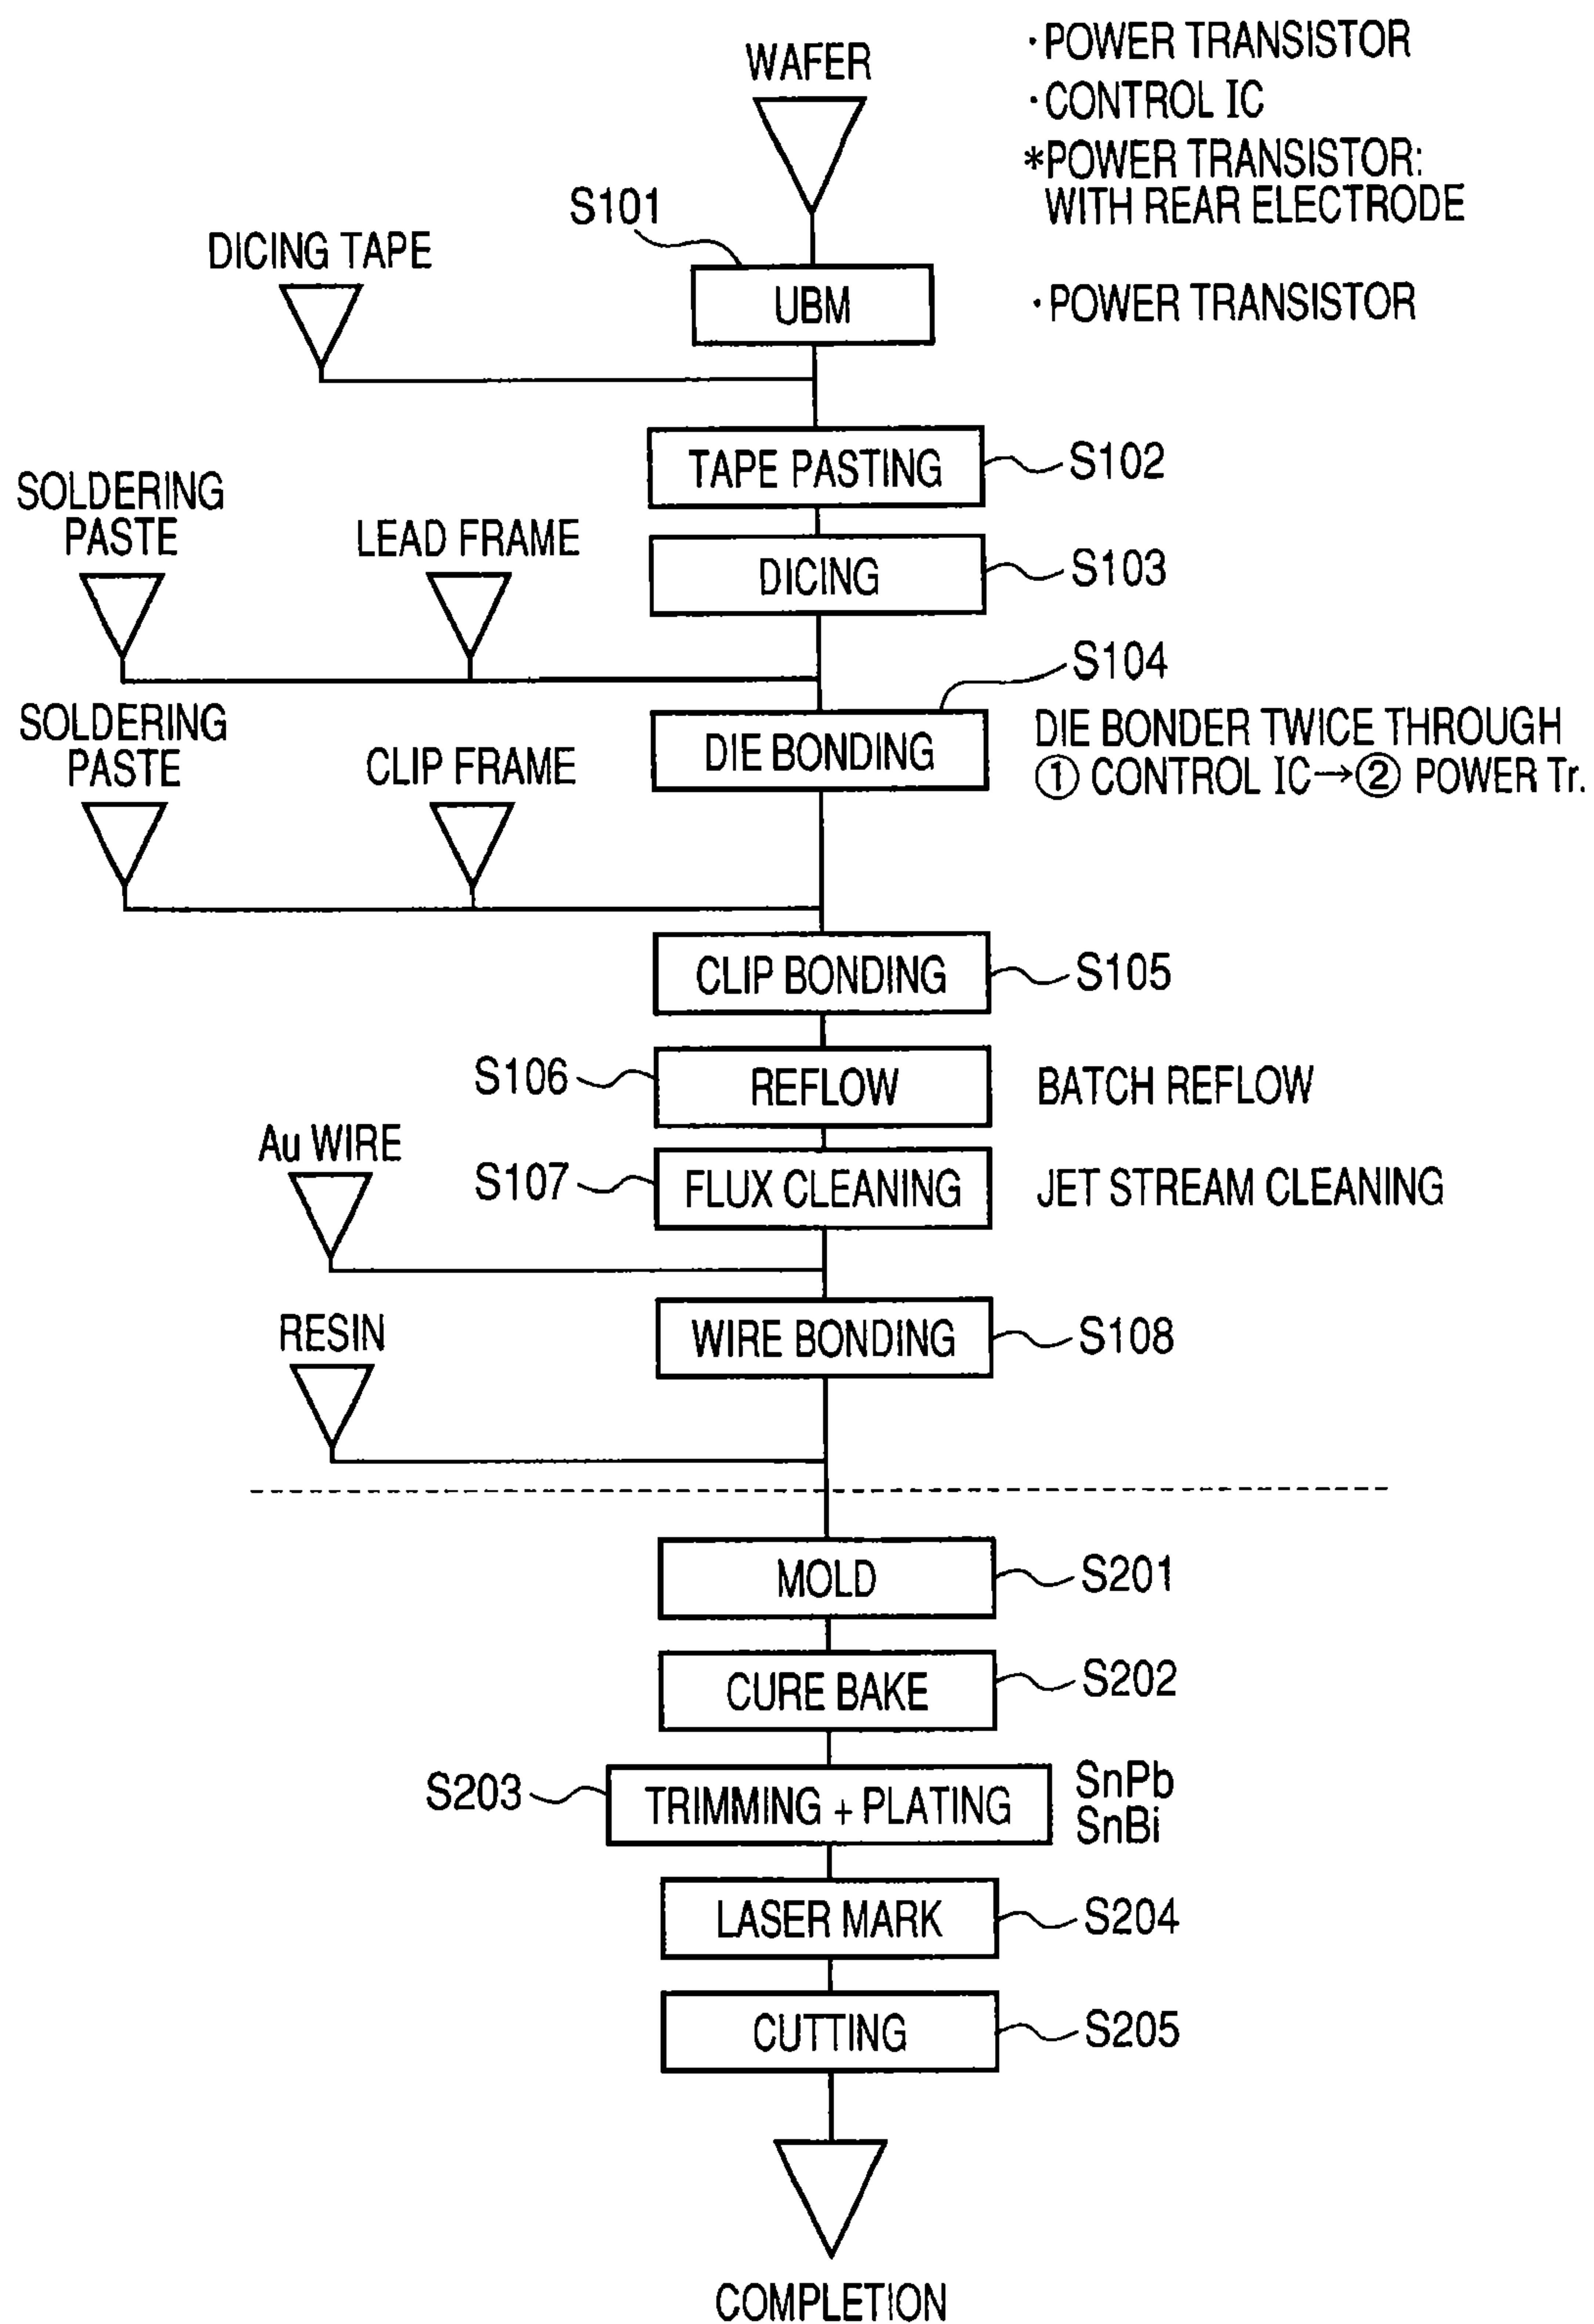 WAFER
·POWER TRANSISTOR
·CONTROL IC
*POWER TRANSISTOR:
WITH REAR ELECTRODE
S101
DICING TAPE
UBM
·POWER TRANSISTOR
TAPE PASTING
S102
SOLDERING
PASTE
LEAD FRAME
DICING
S103
S104
SOLDERING
PASTE
CLIP FRAME
DIE BONDING
DIE BONDER TWICE THROUGH
① CONTROL IC→② POWER Tr.
CLIP BONDING
S105
S106
REFLOW
BATCH REFLOW
Au WIRE
S107
FLUX CLEANING
JET STREAM CLEANING
RESIN
WIRE BONDING
S108
MOLD
S201
CURE BAKE
S202
S203
TRIMMING + PLATING
SnPb
SnBi
LASER MARK
S204
CUTTING
S205
COMPLETION